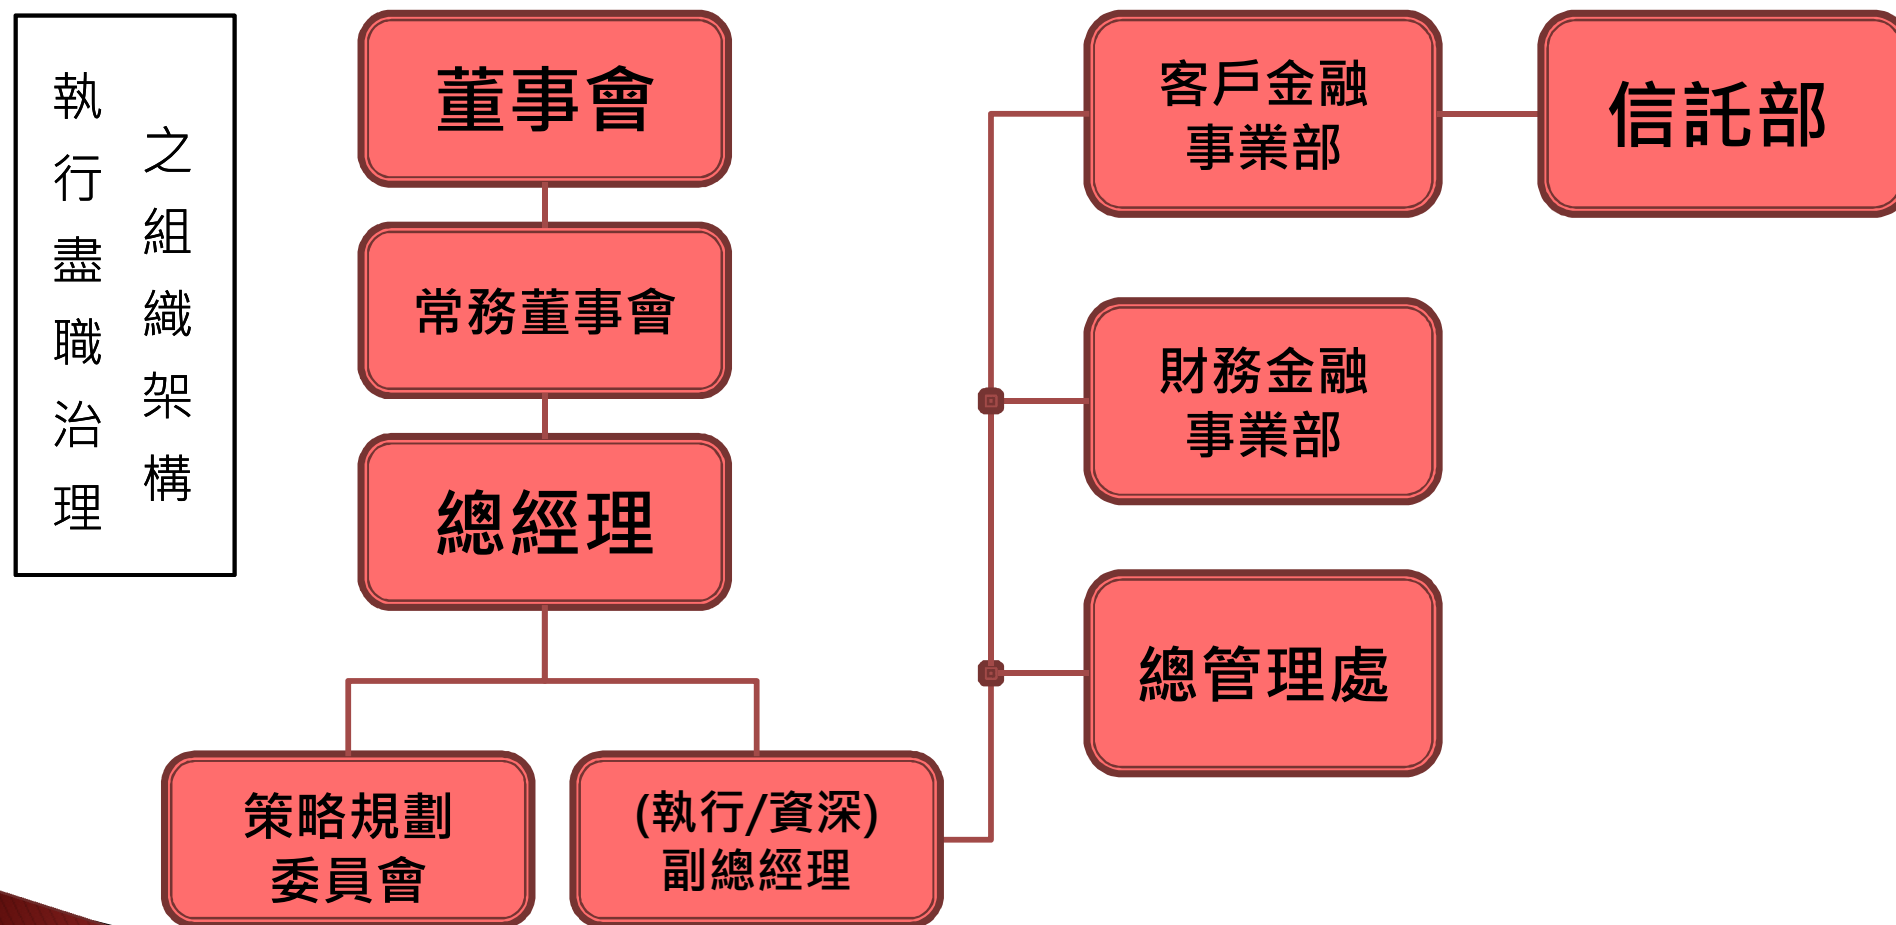 執行盡職治理
之組織架構
董事會
常務董事會
總經理
策略規劃
委員會
(執行/資深)
副總經理
客戶金融
事業部
信託部
財務金融
事業部
總管理處